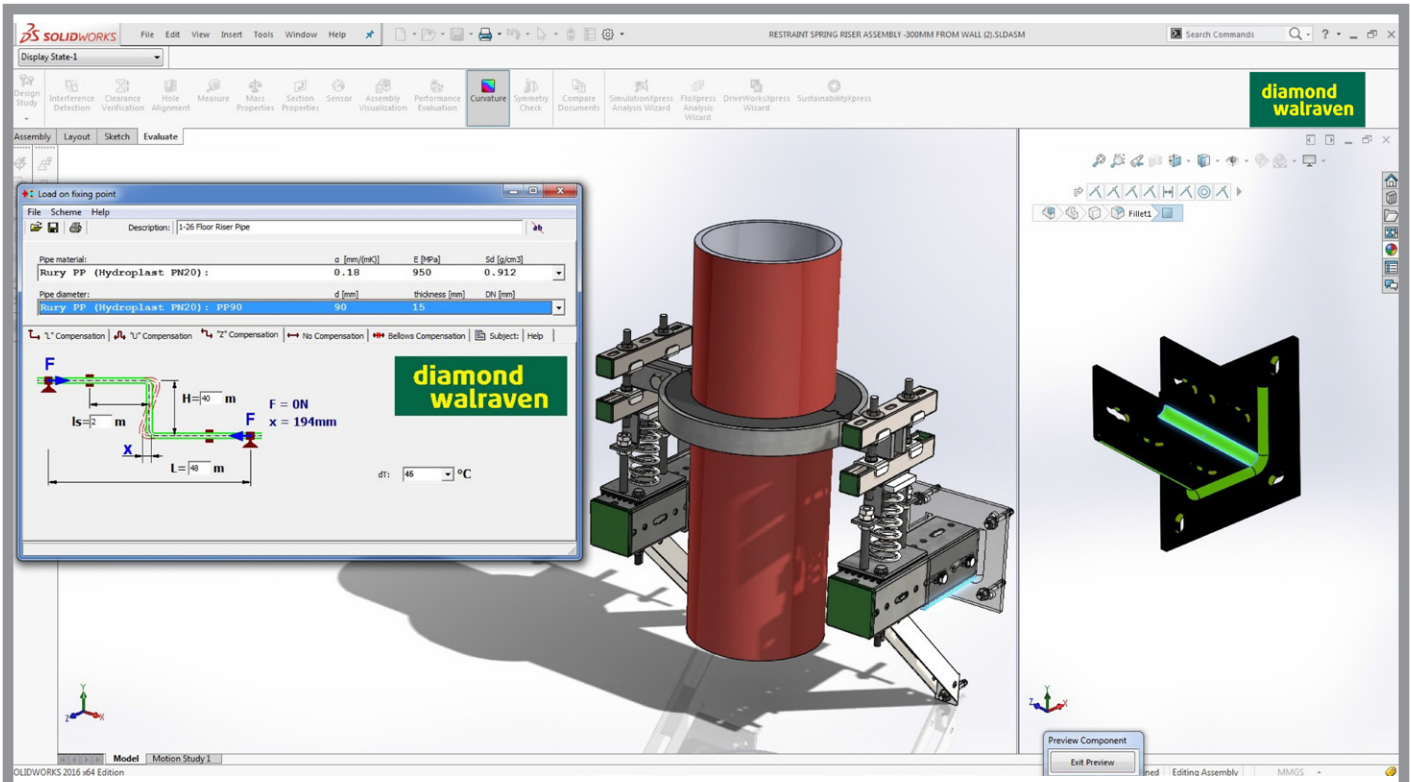 SOLIDWORKS File Edit View Insert Tools Window Help RESTRAINT SPRING RISER ASSEMBLY -300MM FROM WALL (2).SLDASM Search Commands
Display State-1
Design Study Interference Detection Clearance Verification Hole Alignment Measure Mass Properties Section Properties Sensor Assembly Visualization Performance Evaluation Curvature Symmetry Check Compare Documents SimulationXpress Analysis Wizard FloXpress Analysis Wizard DriveWorksXpress Wizard SustainabilityXpress
diamond
walraven
Assembly Layout Sketch Evaluate
Load on fixing point
File Scheme Help
Description: 1-26 Floor Riser Pipe
Pipe material: α [mm/(mK)] E [MPa] Sd [g/cm3]
Rury PP (Hydroplast PN20): 0.18 950 0.912
Pipe diameter: d [mm] thickness [mm] DN [mm]
Rury PP (Hydroplast PN20): PP90 90 15
"L" Compensation "U" Compensation "Z" Compensation No Compensation Bellows Compensation Subject: Help
diamond
walraven
F
H= 40 m
F = 0N
ls= 2 m
F
x = 194mm
X
L= 48 m
dT: 45 °C
Fillet1
Y
Z X
Y
Z X
Preview Component
Exit Preview
Model Motion Study 1
OLIDWORKS 2016 x64 Edition
ned Editing Assembly MMGS